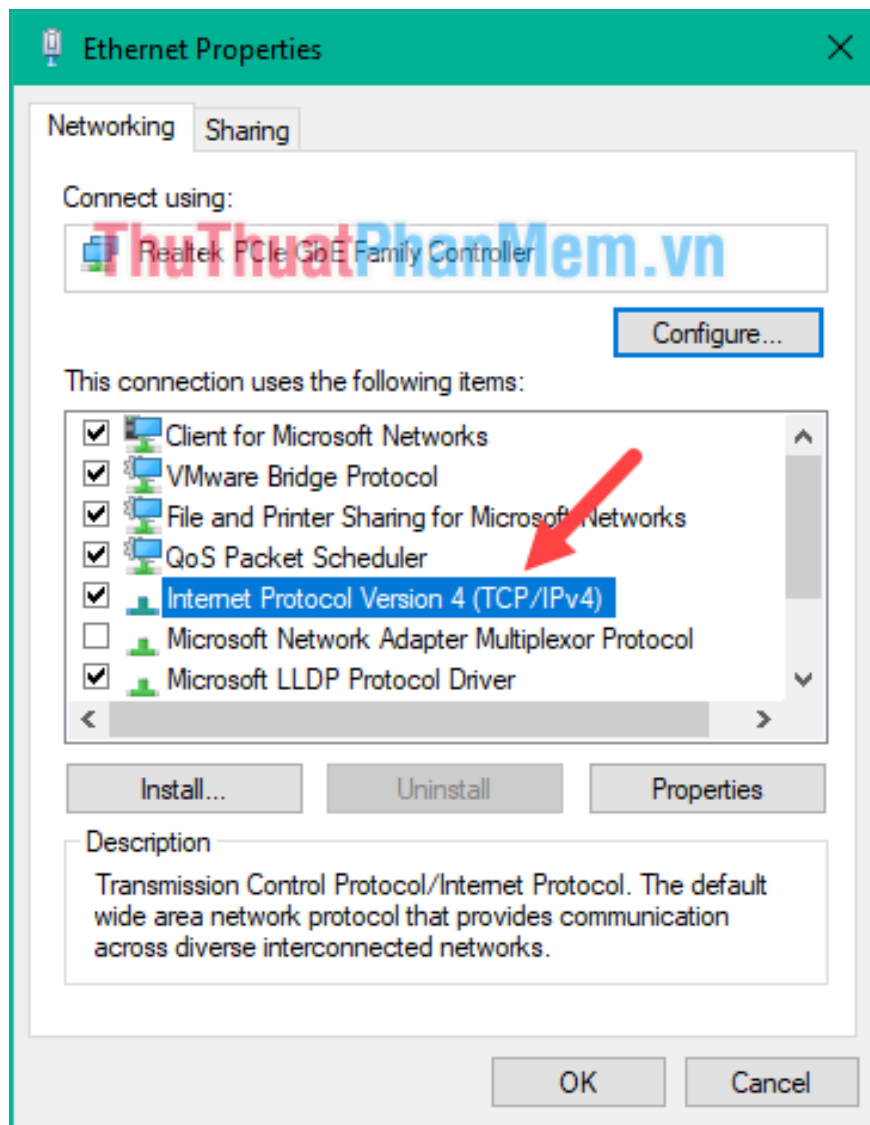 Ethernet Properties
Networking
Sharing
Connect using:
Realtek PCIe GbE Family Controller
ThuThuatPhanMem.vn
Configure...
This connection uses the following items:
Client for Microsoft Networks
VMware Bridge Protocol
File and Printer Sharing for Microsoft Networks
QoS Packet Scheduler
Internet Protocol Version 4 (TCP/IPv4)
Microsoft Network Adapter Multiplexor Protocol
Microsoft LLDP Protocol Driver
Install...
Uninstall
Properties
Description
Transmission Control Protocol/Internet Protocol. The default
wide area network protocol that provides communication
across diverse interconnected networks.
OK
Cancel